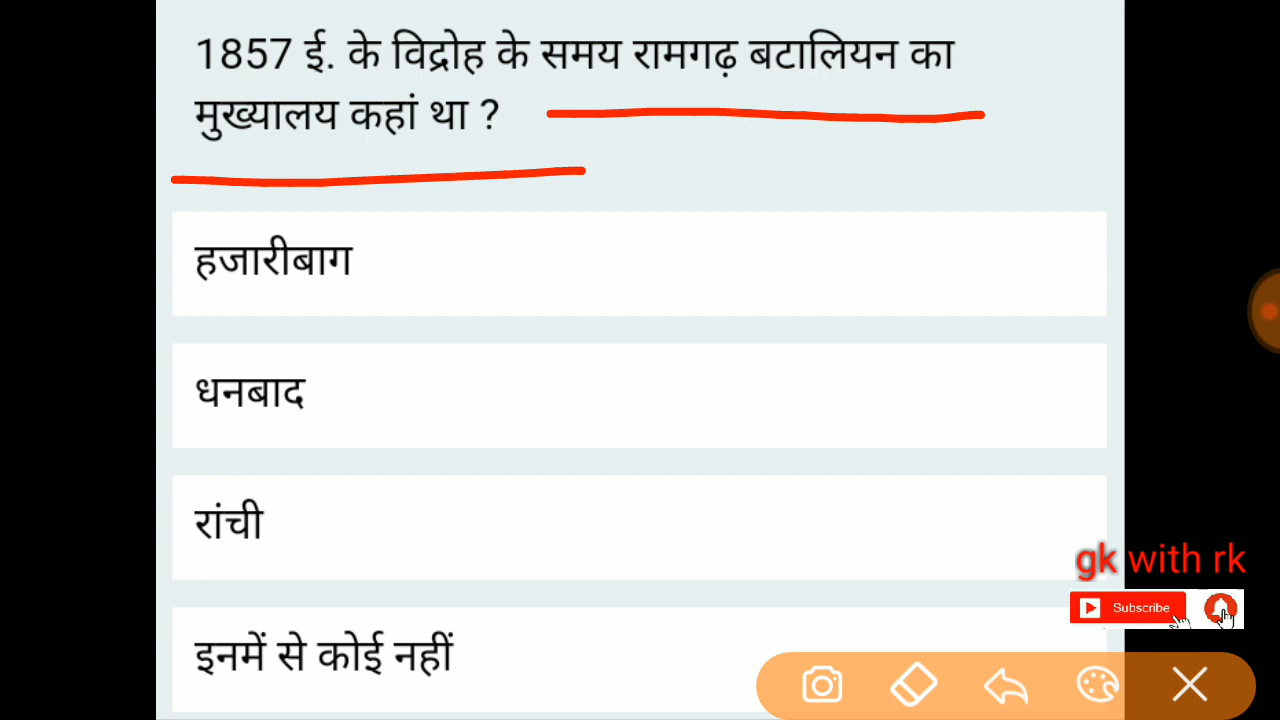 1857 ई. के विद्रोह के समय रामगढ़ बटालियन का
मुख्यालय कहां था ?
हजारीबाग
धनबाद
रांची
gk with rk
Subscribe
इनमें से कोई नहीं